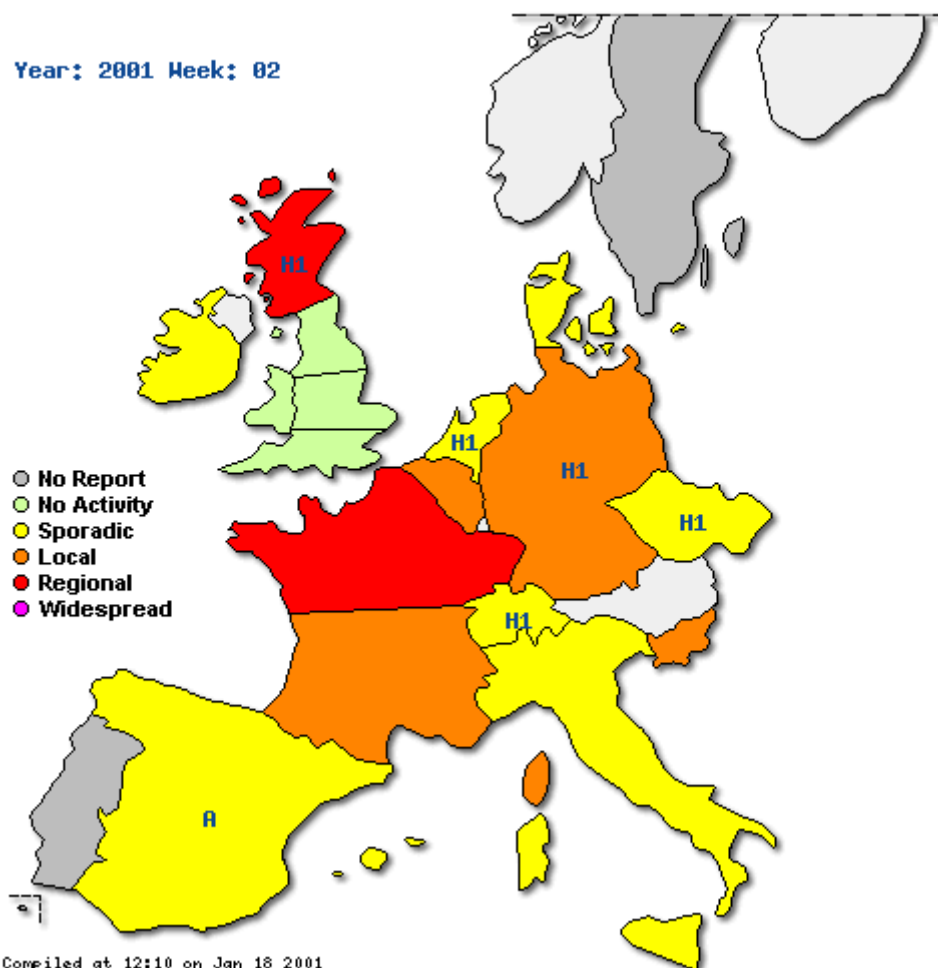 Year: 2001 Week: 02
H1
H1
H1
No Report
No Activity
H1
Sporadic
Local
Regional
Widespread
H1
A
Compiled at 12:10 on Jan 18 2001